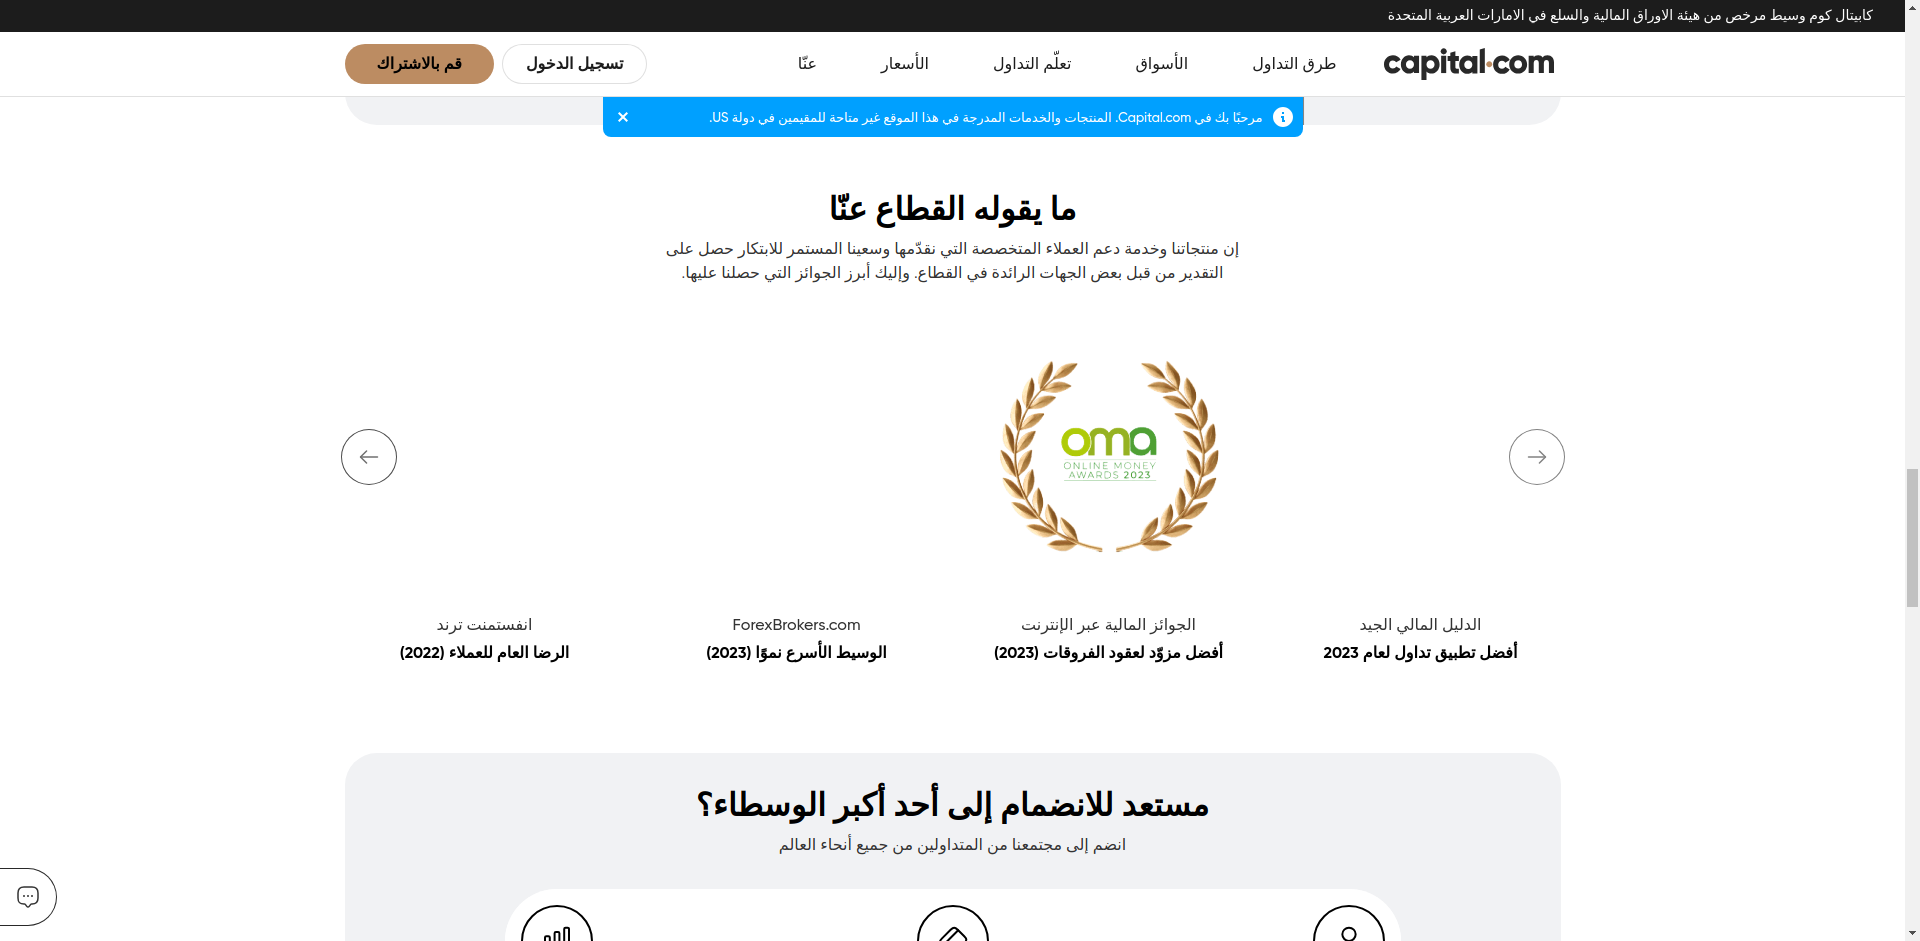 كابيتال كوم وسيط مرخص من هيئة الاوراق المالية والسلع في الامارات العربية المتحدة
capital.com
طرق التداول
الأسواق
تعلّم التداول
الأسعار
عنّا
تسجيل الدخول
قم بالاشتراك
مرحبًا بك في Capital.com. المنتجات والخدمات المدرجة في هذا الموقع غير متاحة للمقيمين في دولة US.
ما يقوله القطاع عنّا
إن منتجاتنا وخدمة دعم العملاء المتخصصة التي نقدّمها وسعينا المستمر للابتكار حصل على
التقدير من قبل بعض الجهات الرائدة في القطاع. وإليك أبرز الجوائز التي حصلنا عليها.
oma
ONLINE MONEY
AWARDS 2023
الدليل المالي الجيد
أفضل تطبيق تداول لعام 2023
الجوائز المالية عبر الإنترنت
أفضل مزوّد لعقود الفروقات (2023)
ForexBrokers.com
الوسيط الأسرع نموًا (2023)
انفستمنت ترند
الرضا العام للعملاء (2022)
مستعد للانضمام إلى أحد أكبر الوسطاء؟
انضم إلى مجتمعنا من المتداولين من جميع أنحاء العالم